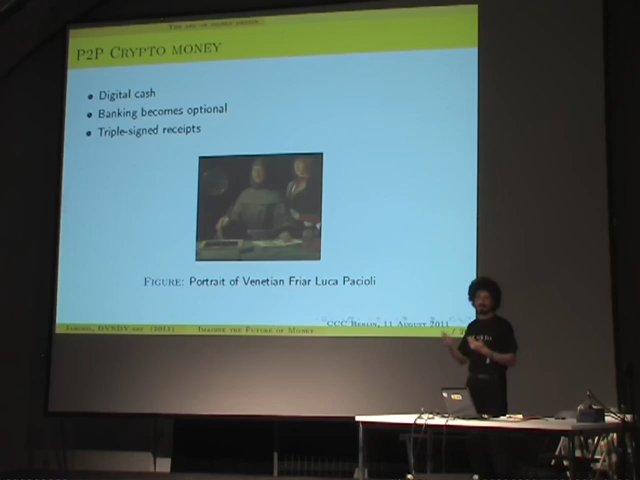 P2P CRYPTO MONEY
Digital cash
Banking becomes optional
Triple-signed receipts
FIGURE: Portrait of Venetian Friar Luca Pacioli
CCC BERLIN, 11 AUGUST 2011
IMAGINE THE FUTURE OF MONEY